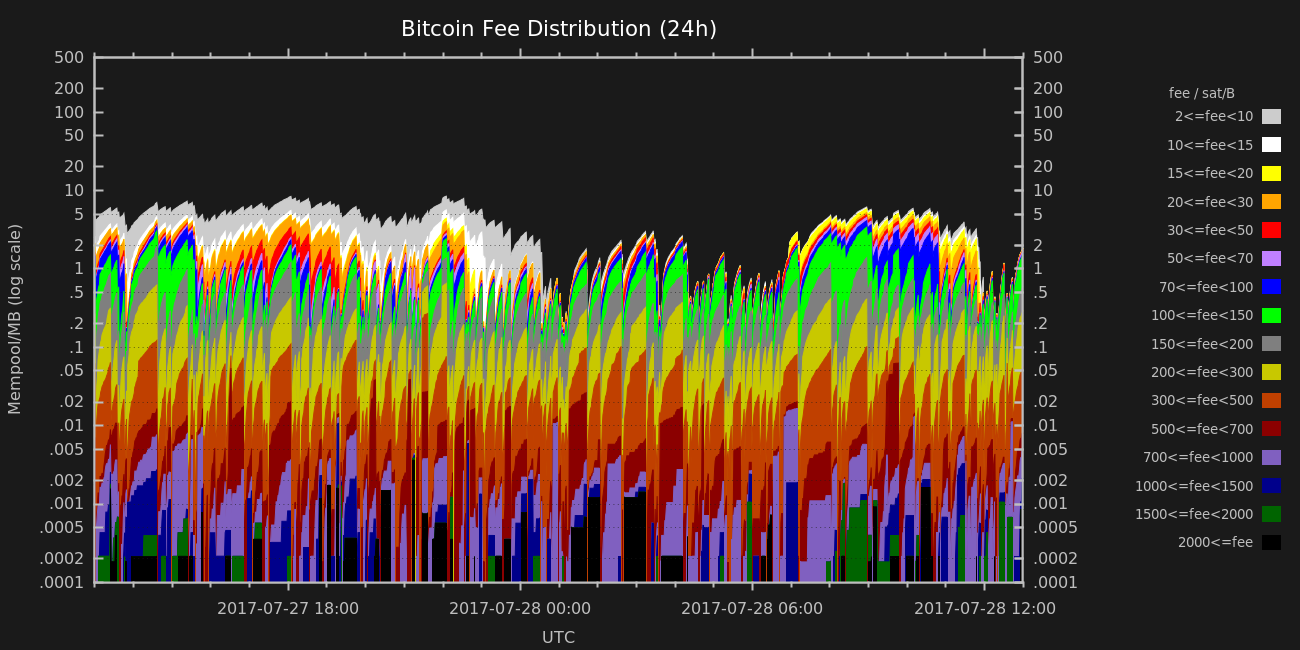 Bitcoin Fee Distribution (24h)
500
200
100
50
20
10
5
2
1
.5
.2
.1
.05
.02
.01
.005
.002
.001
.0005
.0002
.0001
Mempool/MB (log scale)
500
200
100
50
20
10
5
2
1
.5
.2
.1
.05
.02
.01
.005
.002
.001
.0005
.0002
.0001
2017-07-27 18:00
2017-07-28 00:00
2017-07-28 06:00
2017-07-28 12:00
UTC
fee / sat/B
2<=fee<10
10<=fee<15
15<=fee<20
20<=fee<30
30<=fee<50
50<=fee<70
70<=fee<100
100<=fee<150
150<=fee<200
200<=fee<300
300<=fee<500
500<=fee<700
700<=fee<1000
1000<=fee<1500
1500<=fee<2000
2000<=fee